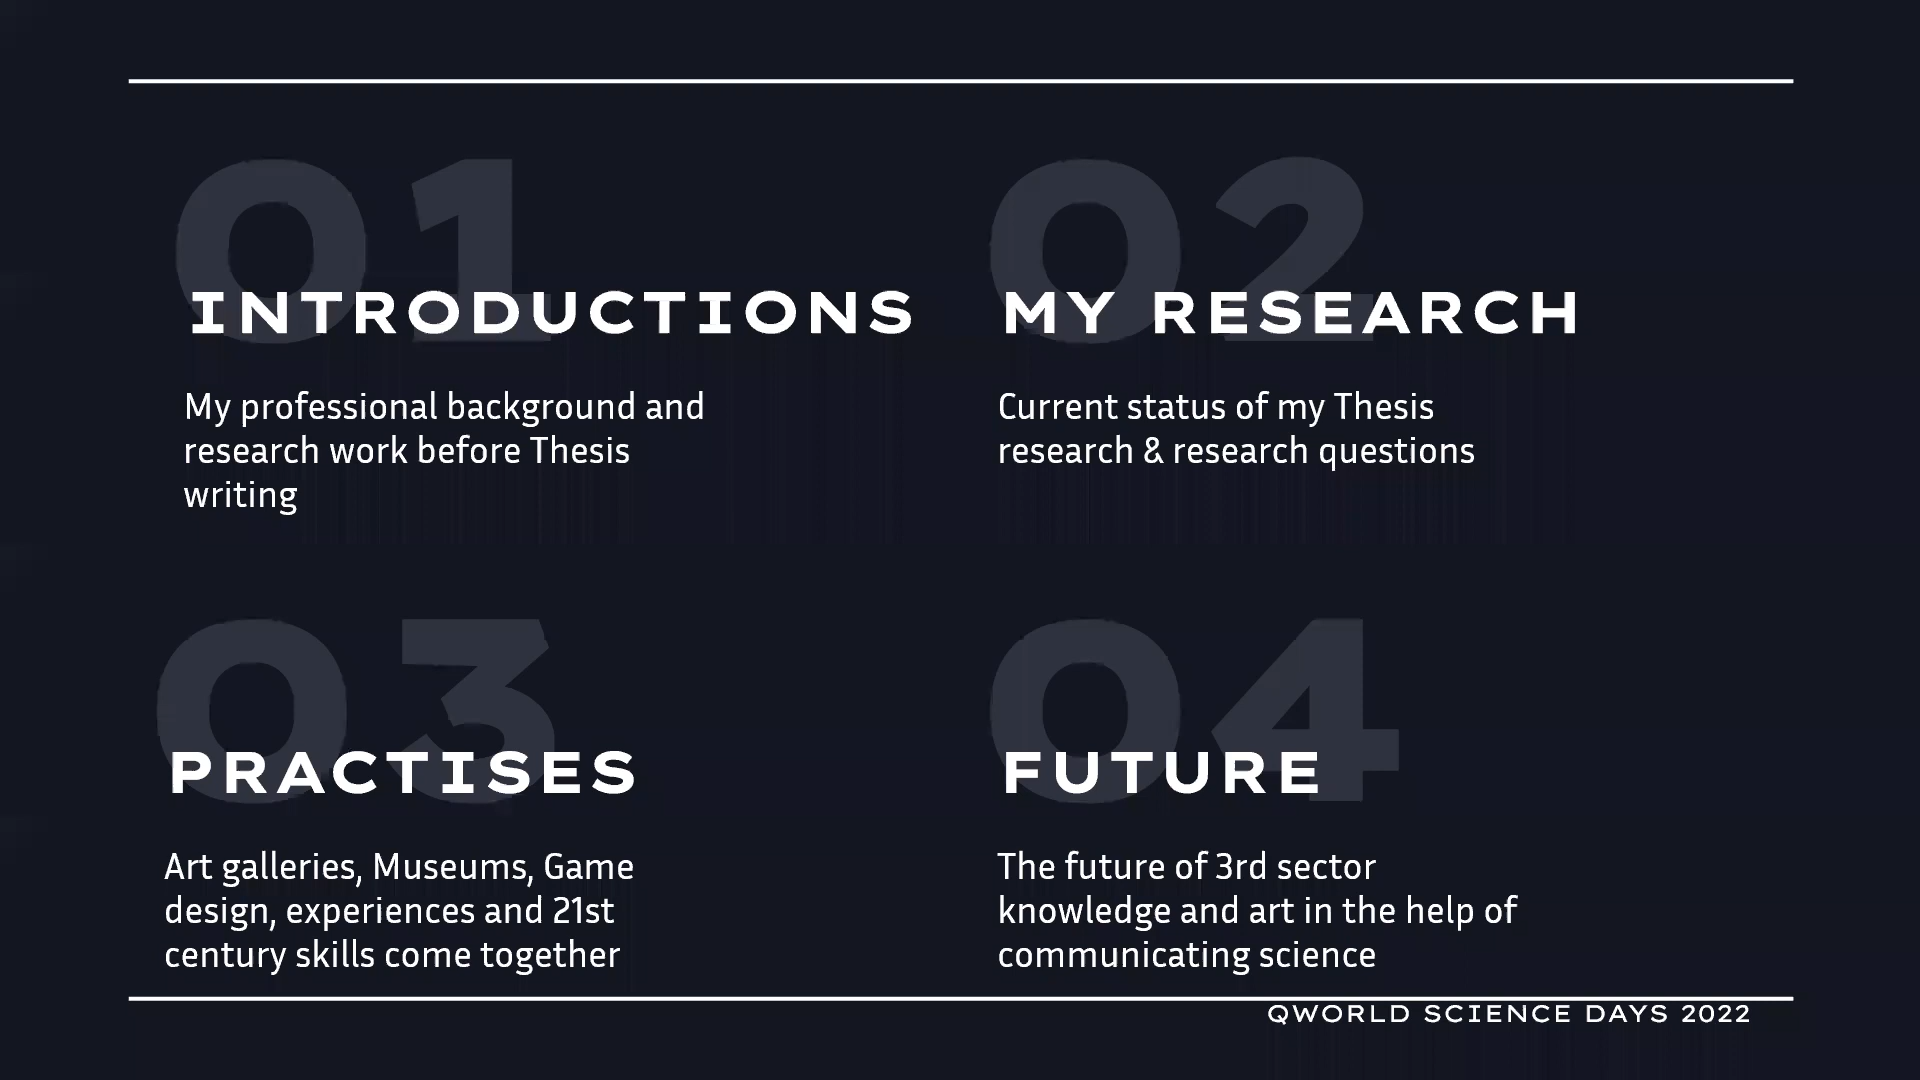 01
INTRODUCTIONS
My professional background and
research work before Thesis
writing
02
MY RESEARCH
Current status of my Thesis
research & research questions
03
PRACTISES
Art galleries, Museums, Game
design, experiences and 21st
century skills come together
04
FUTURE
The future of 3rd sector
knowledge and art in the help of
communicating science
QWORLD SCIENCE DAYS 2022